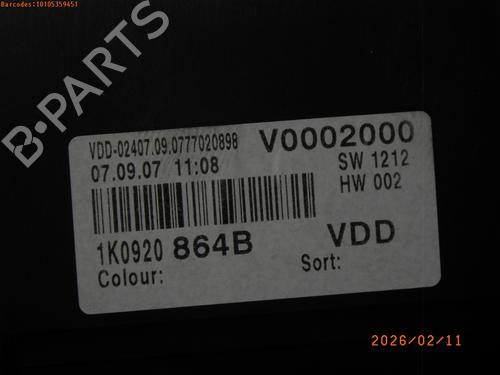 Barcodes:10105359451
B-PARTS
VDD-02407.09.0777020898
V0002000
07.09.07 11:08
SW 1212
HW 002
1K0920 864B
VDD
Colour:
Sort:
2026/02/11